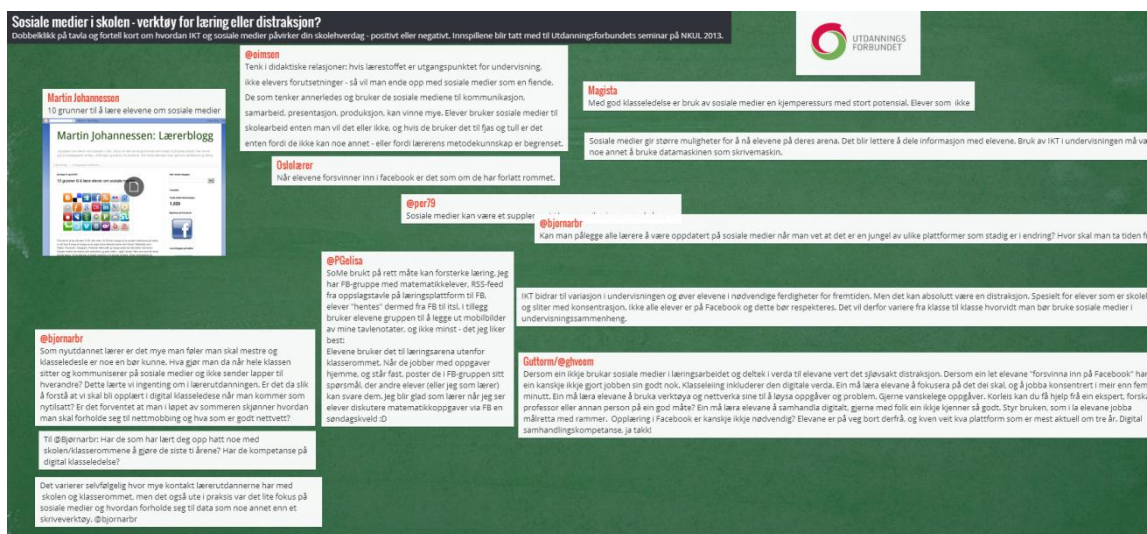 Sosiale medier i skolen - verktøy for læring eller distraksjon?
Dobbelklikk på tavla og fortell kort om hvordan IKT og sosiale medier påvirker din skolehverdag - positivt eller negativt. Innspillene blir tatt med til Utdannings­forbundets seminar på NKUL 2013.
UTDANNINGS
FORBUNDET
@oimsen
Tenk i didaktiske relasjoner: hvis lærestoffet er utgangspunktet for undervisning,
ikke elevers forutsetninger - så vil man ende opp med sosiale medier som en fiende.
De som tenker annerledes og bruker de sosiale mediene til kommunikasjon,
samarbeid, presentasjon, produksjon, kan vinne mye. Elever bruker sosiale medier til
skolearbeid enten man vil det eller ikke, og hvis de bruker det til fjas og tull er det
enten fordi de ikke kan noe annet - eller fordi lærerens metodekunnskap er begrenset.
Martin Johannessen
10 grunner til å lære elevene om sosiale medier
Martin Johannessen: Lærerblogg
Magista
Med god klasseledelse er bruk av sosiale medier en kjemperessurs med stort potensial. Elever som ikke
Sosiale medier gir større muligheter for å nå elevene på deres arena. Det blir lettere å dele informasjon med elevene. Bruk av IKT i undervisningen må
noe annet å bruke datamaskinen som skrivemaskin.
Oslolærer
Når elevene forsvinner inn i facebook er det som om de har forlatt rommet.
@per79
Sosiale medier kan være et
@bjornarbr
Kan man pålegge alle lærere å være oppdatert på sosiale medier når man vet at det er en jungel av ulike plattformer som stadig er i endring? Hvor skal man ta tiden
@PGelisa
SoMe brukt på rett måte kan forsterke læring. Jeg
har FB-gruppe med matematikkelever, RSS-feed
fra oppslagstavle på læringsplattform til FB,
elever "hentes" dermed fra FB til itsl. I tillegg
bruker elevene gruppen til å legge ut mobilbilder
av mine tavlenotater, og ikke minst - det jeg liker
best:
Elevene bruker det til læringsarena utenfor
klasserommet. Når de jobber med oppgaver
hjemme, og står fast, poster de i FB-gruppen sitt
spørsmål, der andre elever (eller jeg som lærer)
kan svare dem. Jeg blir glad som lærer når jeg ser
elever diskutere matematikkoppgaver via FB en
søndagskveld :D
IKT bidrar til variasjon i undervisningen og øver elevene i nødvendige ferdigheter for fremtiden. Men det kan absolutt være en distraksjon. Spesielt for elever som er
og sliter med konsentrasjon. Ikke alle elever er på Facebook og dette bør respekteres. Det vil derfor variere fra klasse til klasse hvorvidt man bør bruke sosiale medier i
undervisningssammenheng.
@bjornarbr
Som nyutdannet lærer er det mye man føler man skal mestre og
klasseledesle er noe en bør kunne. Hva gjør man da når hele klassen
sitter og kommuniserer på sosiale medier og ikke sender lapper til
hverandre? Dette lærte vi ingenting om i lærerutdanningen. Er det da slik
å forstå at vi skal bli opplært i digital klasseledelse når man kommer som
nytilsatt? Er det forventet at man i løpet av sommeren skjønner hvordan
man skal forholde seg til nettmobbing og hva som er godt nettvett?
Guttorm/@ghveem
Dersom ein ikkje brukar sosiale medier i læringsarbeidet og deltek i verda til elevane vert det sjølvsakt distraksjon. Dersom ein let elevane "forsvinna inn på Facebook"
ein kanskje ikkje gjort jobben sin godt nok. Klasseleiing inkluderer den digitale verda. Ein må læra elevane å fokusera på det dei skal, og å jobba konsentrert i meir enn
minutt. Ein må læra elevane å bruka verktøya og nettverka sine til å løysa oppgåver og problem. Gjerne vanskelege oppgåver. Korleis kan du få hjelp frå ein ekspert,
professor eller annan person på ein god måte? Ein må læra elevane å samhandla digitalt, gjerne med folk ein ikkje kjenner så godt. Styr bruken, som i la elevane jobba
målretta med rammer. Opplæring i Facebook er kanskje ikkje nødvendig? Elevane er på veg bort derfrå, og kven veit kva plattform som er mest aktuell om tre år. Digital
samhandlingskompetanse, ja takk!
Til @Bjørnarbr: Har de som har lært deg opp hatt noe med
skolen/klasserommene å gjøre de siste ti årene? Har de kompetanse på
digital klasseledelse?
Det varierer selvfølgelig hvor mye kontakt lærerutdannerne har med
skolen og klasserommet, men det også ute i praksis var det lite fokus på
sosiale medier og hvordan forholde seg til data som noe annet enn et
skriveverktøy. @bjornarbr